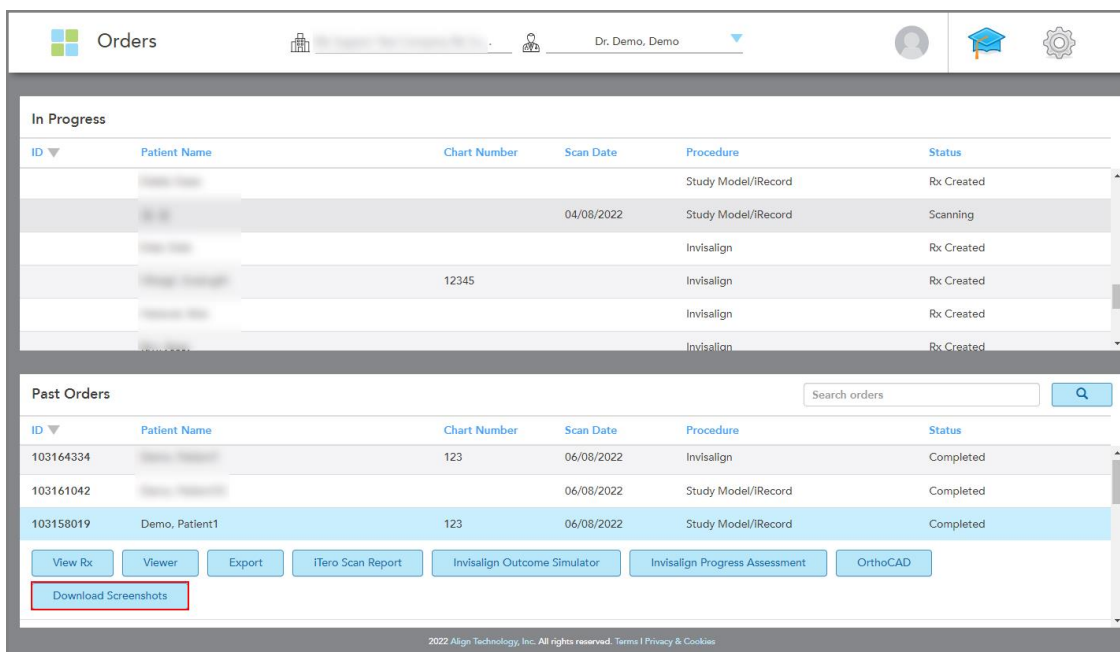 Orders
Dr. Demo, Demo
In Progress
ID Patient Name Chart Number Scan Date Procedure Status
Study Model/iRecord Rx Created
04/08/2022 Study Model/iRecord Scanning
Invisalign Rx Created
12345 Invisalign Rx Created
Invisalign Rx Created
Invisalign Rx Created
Past Orders Search orders
ID Patient Name Chart Number Scan Date Procedure Status
103164334 123 06/08/2022 Invisalign Completed
103161042 06/08/2022 Study Model/iRecord Completed
103158019 Demo, Patient1 123 06/08/2022 Study Model/iRecord Completed
View Rx Viewer Export iTero Scan Report Invisalign Outcome Simulator Invisalign Progress Assessment OrthoCAD
Download Screenshots
2022 Align Technology, Inc. All rights reserved. Terms | Privacy & Cookies